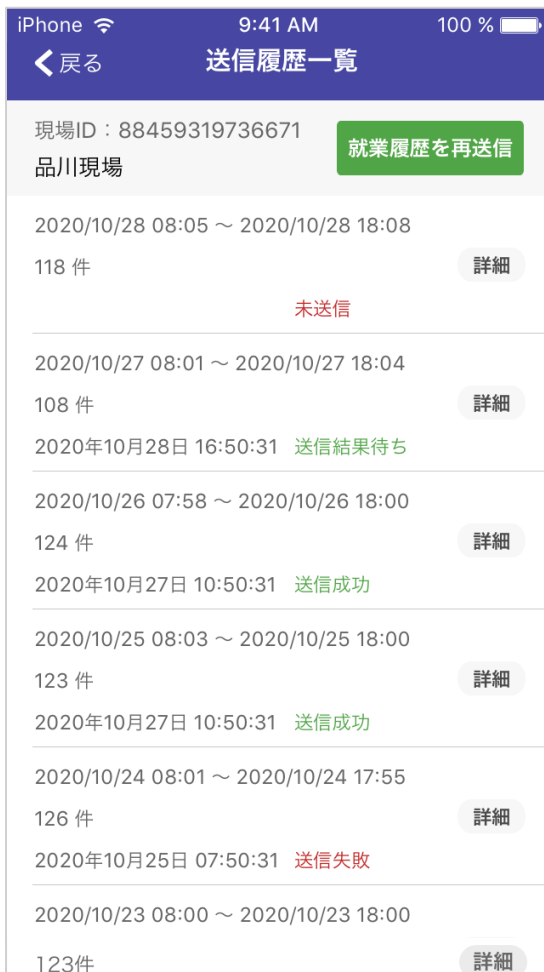 iPhone 9:41 AM 100 %
戻る 送信履歴一覧
現場ID：88459319736671
品川現場
就業履歴を再送信
2020/10/28 08:05 〜 2020/10/28 18:08
118 件
詳細
未送信
2020/10/27 08:01 〜 2020/10/27 18:04
108 件
詳細
2020年10月28日 16:50:31 送信結果待ち
2020/10/26 07:58 〜 2020/10/26 18:00
124 件
詳細
2020年10月27日 10:50:31 送信成功
2020/10/25 08:03 〜 2020/10/25 18:00
123 件
詳細
2020年10月27日 10:50:31 送信成功
2020/10/24 08:01 〜 2020/10/24 17:55
126 件
詳細
2020年10月25日 07:50:31 送信失敗
2020/10/23 08:00 〜 2020/10/23 18:00
123件
詳細